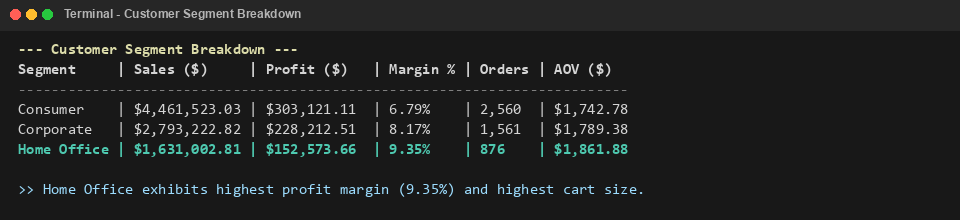 Terminal - Customer Segment Breakdown
--- Customer Segment Breakdown ---
Segment | Sales ($) | Profit ($) | Margin % | Orders | AOV ($)
--------------------------------------------------------------------------
Consumer | $4,461,523.03 | $303,121.11 | 6.79% | 2,560 | $1,742.78
Corporate | $2,793,222.82 | $228,212.51 | 8.17% | 1,561 | $1,789.38
Home Office | $1,631,002.81 | $152,573.66 | 9.35% | 876 | $1,861.88
>> Home Office exhibits highest profit margin (9.35%) and highest cart size.